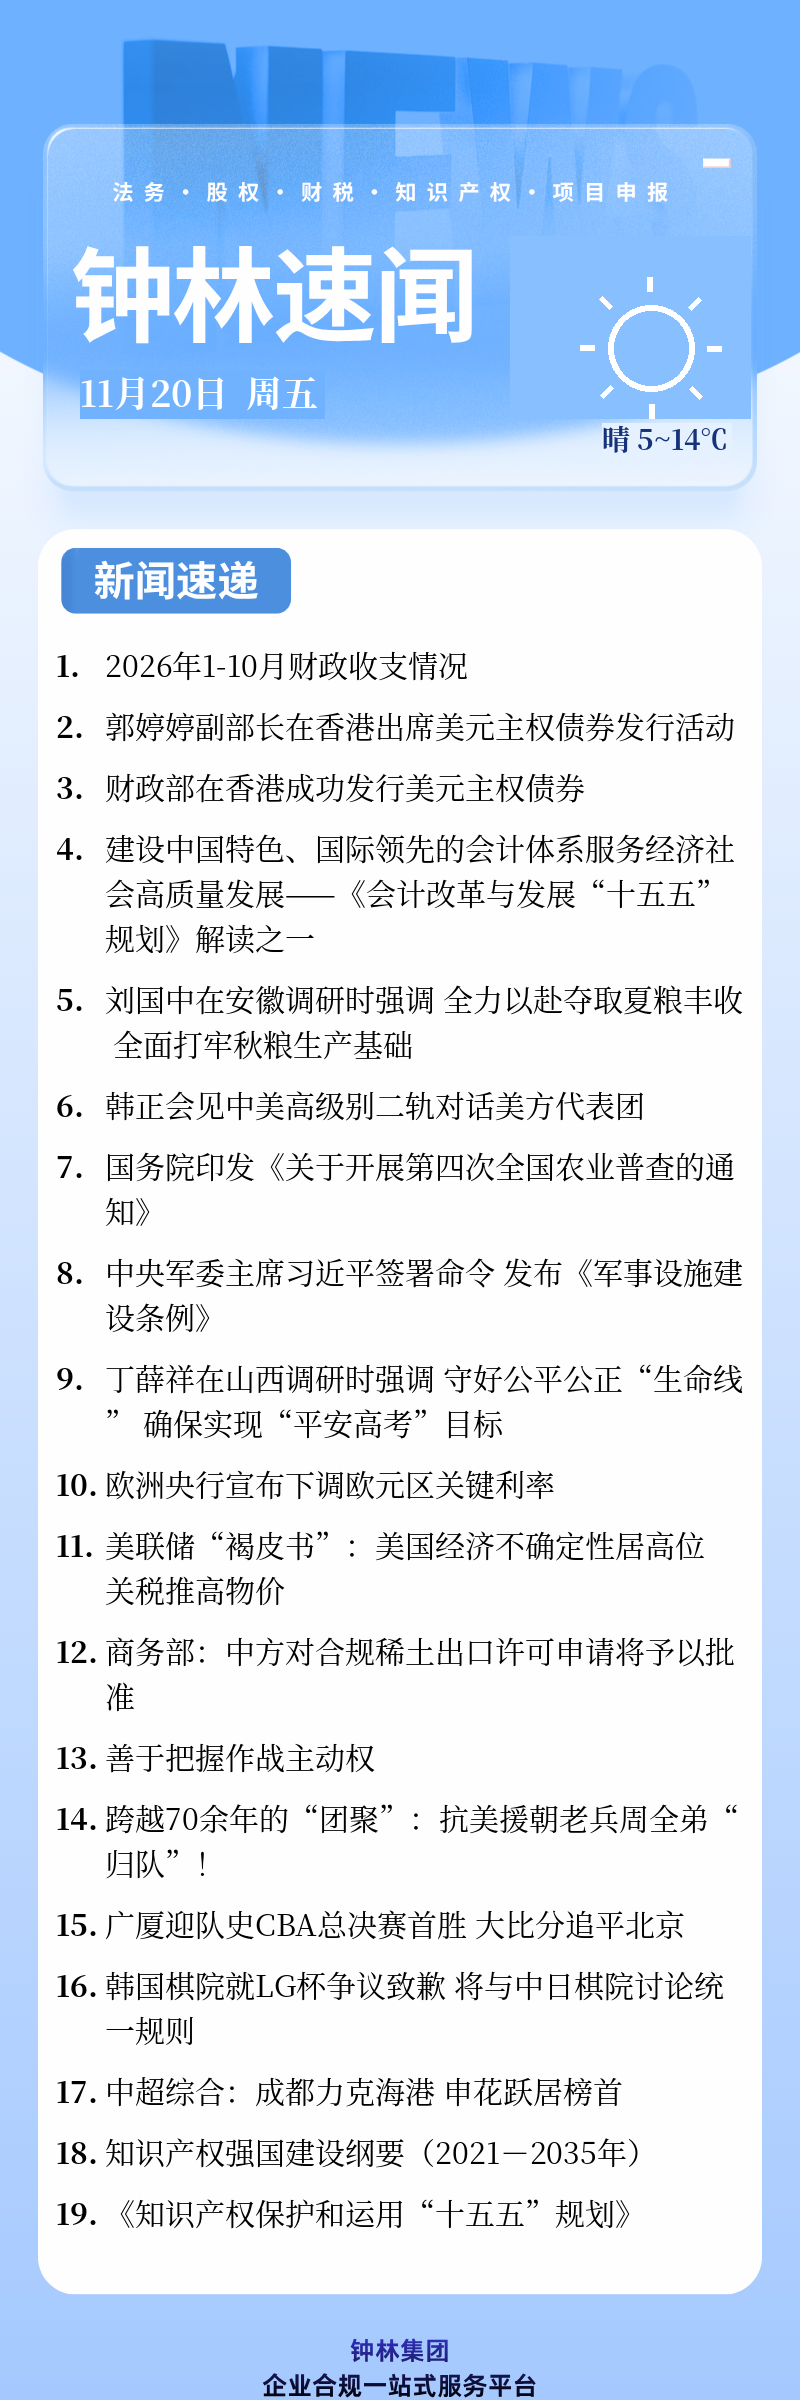 NEWS
法务·股权·财税·知识产权·项目申报
钟林速闻
11月20日 周五
晴 5~14℃
新闻速递
1. 2026年1-10月财政收支情况
2. 郭婷婷副部长在香港出席美元主权债券发行活动
3. 财政部在香港成功发行美元主权债券
4. 建设中国特色、国际领先的会计体系服务经济社
会高质量发展——《会计改革与发展“十五五”
规划》解读之一
5. 刘国中在安徽调研时强调 全力以赴夺取夏粮丰收
全面打牢秋粮生产基础
6. 韩正会见中美高级别二轨对话美方代表团
7. 国务院印发《关于开展第四次全国农业普查的通
知》
8. 中央军委主席习近平签署命令 发布《军事设施建
设条例》
9. 丁薛祥在山西调研时强调 守好公平公正“生命线
” 确保实现“平安高考”目标
10. 欧洲央行宣布下调欧元区关键利率
11. 美联储“褐皮书”：美国经济不确定性居高位
关税推高物价
12. 商务部：中方对合规稀土出口许可申请将予以批
准
13. 善于把握作战主动权
14. 跨越70余年的“团聚”：抗美援朝老兵周全弟“
归队”！
15. 广厦迎队史CBA总决赛首胜 大比分追平北京
16. 韩国棋院就LG杯争议致歉 将与中日棋院讨论统
一规则
17. 中超综合：成都力克海港 申花跃居榜首
18. 知识产权强国建设纲要（2021－2035年）
19. 《知识产权保护和运用“十五五”规划》
钟林集团
企业合规一站式服务平台